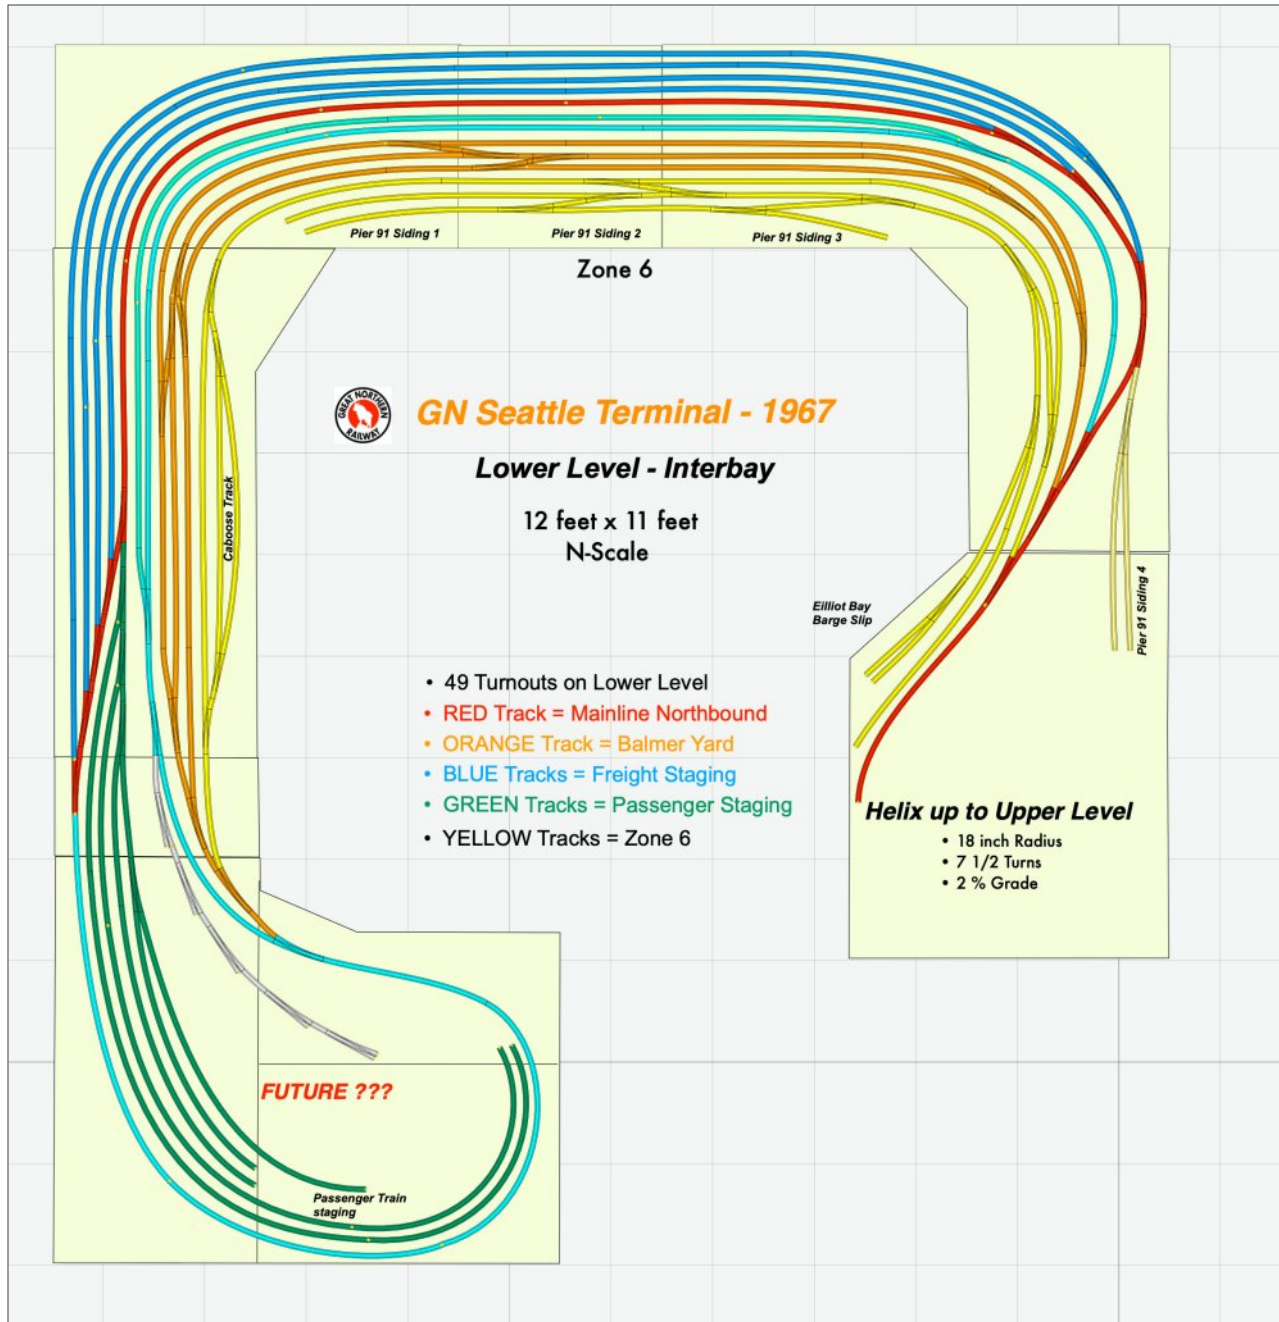 Pier 91 Siding 1
Pier 91 Siding 2
Pier 91 Siding 3
Zone 6
GREAT NORTHERN
RAILWAY
GN Seattle Terminal - 1967
Lower Level - Interbay
12 feet x 11 feet
N-Scale
Caboose Track
Eilliot Bay
Barge Slip
Pier 91 Siding 4
• 49 Turnouts on Lower Level
• RED Track = Mainline Northbound
• ORANGE Track = Balmer Yard
• BLUE Tracks = Freight Staging
• GREEN Tracks = Passenger Staging
• YELLOW Tracks = Zone 6
Helix up to Upper Level
• 18 inch Radius
• 7 1/2 Turns
• 2 % Grade
FUTURE ???
Passenger Train
staging